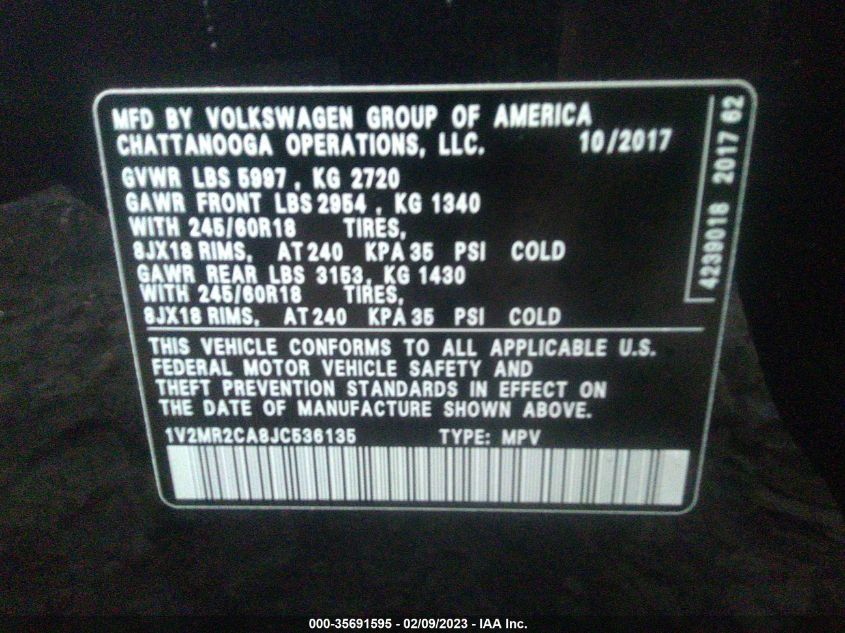 MFD BY VOLKSWAGEN GROUP OF AMERICA
CHATTANOOGA OPERATIONS, LLC. 10/2017
GVWR LBS 5997, KG 2720
GAWR FRONT LBS 2954, KG 1340
WITH 245/60R18 TIRES,
8JX18 RIMS, AT 240 KPA 35 PSI COLD
GAWR REAR LBS 3153, KG 1430
WITH 245/60R18 TIRES,
8JX18 RIMS, AT 240 KPA 35 PSI COLD
4239018 2017 62
THIS VEHICLE CONFORMS TO ALL APPLICABLE U.S.
FEDERAL MOTOR VEHICLE SAFETY AND
THEFT PREVENTION STANDARDS IN EFFECT ON
THE DATE OF MANUFACTURE SHOWN ABOVE.
1V2MR2CA8JC536135 TYPE: MPV
000-35691595 - 02/09/2023 - IAA Inc.